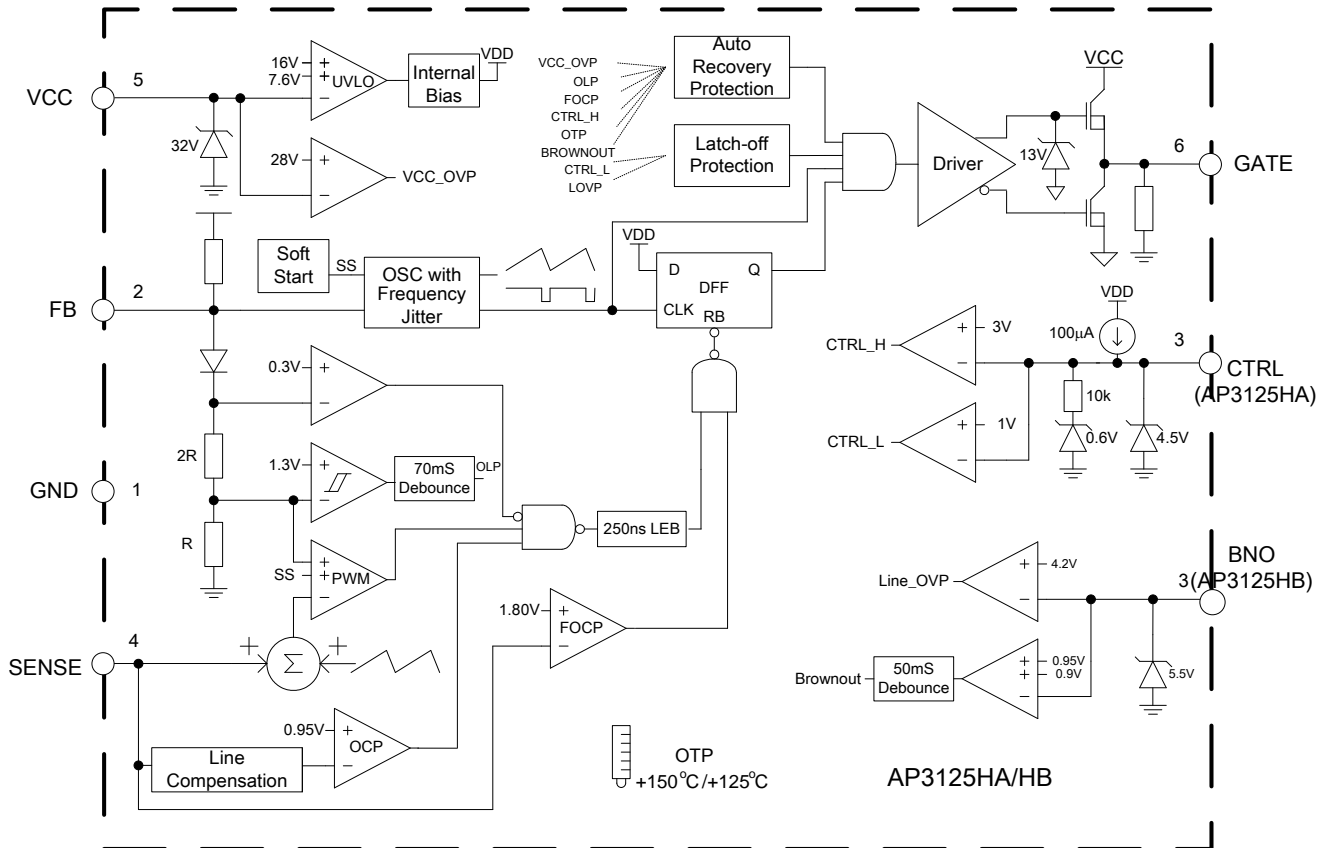 VCC
5
16V
7.6V
UVLO
Internal
Bias
VDD
32V
28V
VCC_OVP
VCC_OVP
OLP
FOCP
CTRL_H
OTP
BROWNOUT
CTRL_L
LOVP
Auto
Recovery
Protection
Latch-off
Protection
Driver
VCC
13V
6
GATE
Soft
Start
SS
OSC with
Frequency
Jitter
VDD
D
Q
DFF
CLK
RB
FB
2
0.3V
2R
1.3V
70mS
Debounce
OLP
GND
1
R
SS
PWM
250ns LEB
VDD
100μA
3
CTRL
(AP3125HA)
3V
CTRL_H
1V
CTRL_L
10k
0.6V
4.5V
BNO
3(AP3125HB)
4.2V
Line_OVP
0.95V
0.9V
50mS
Debounce
Brownout
5.5V
SENSE
4
+
+
Σ
1.80V
FOCP
0.95V
OCP
Line
Compensation
OTP
+150°C/+125°C
AP3125HA/HB